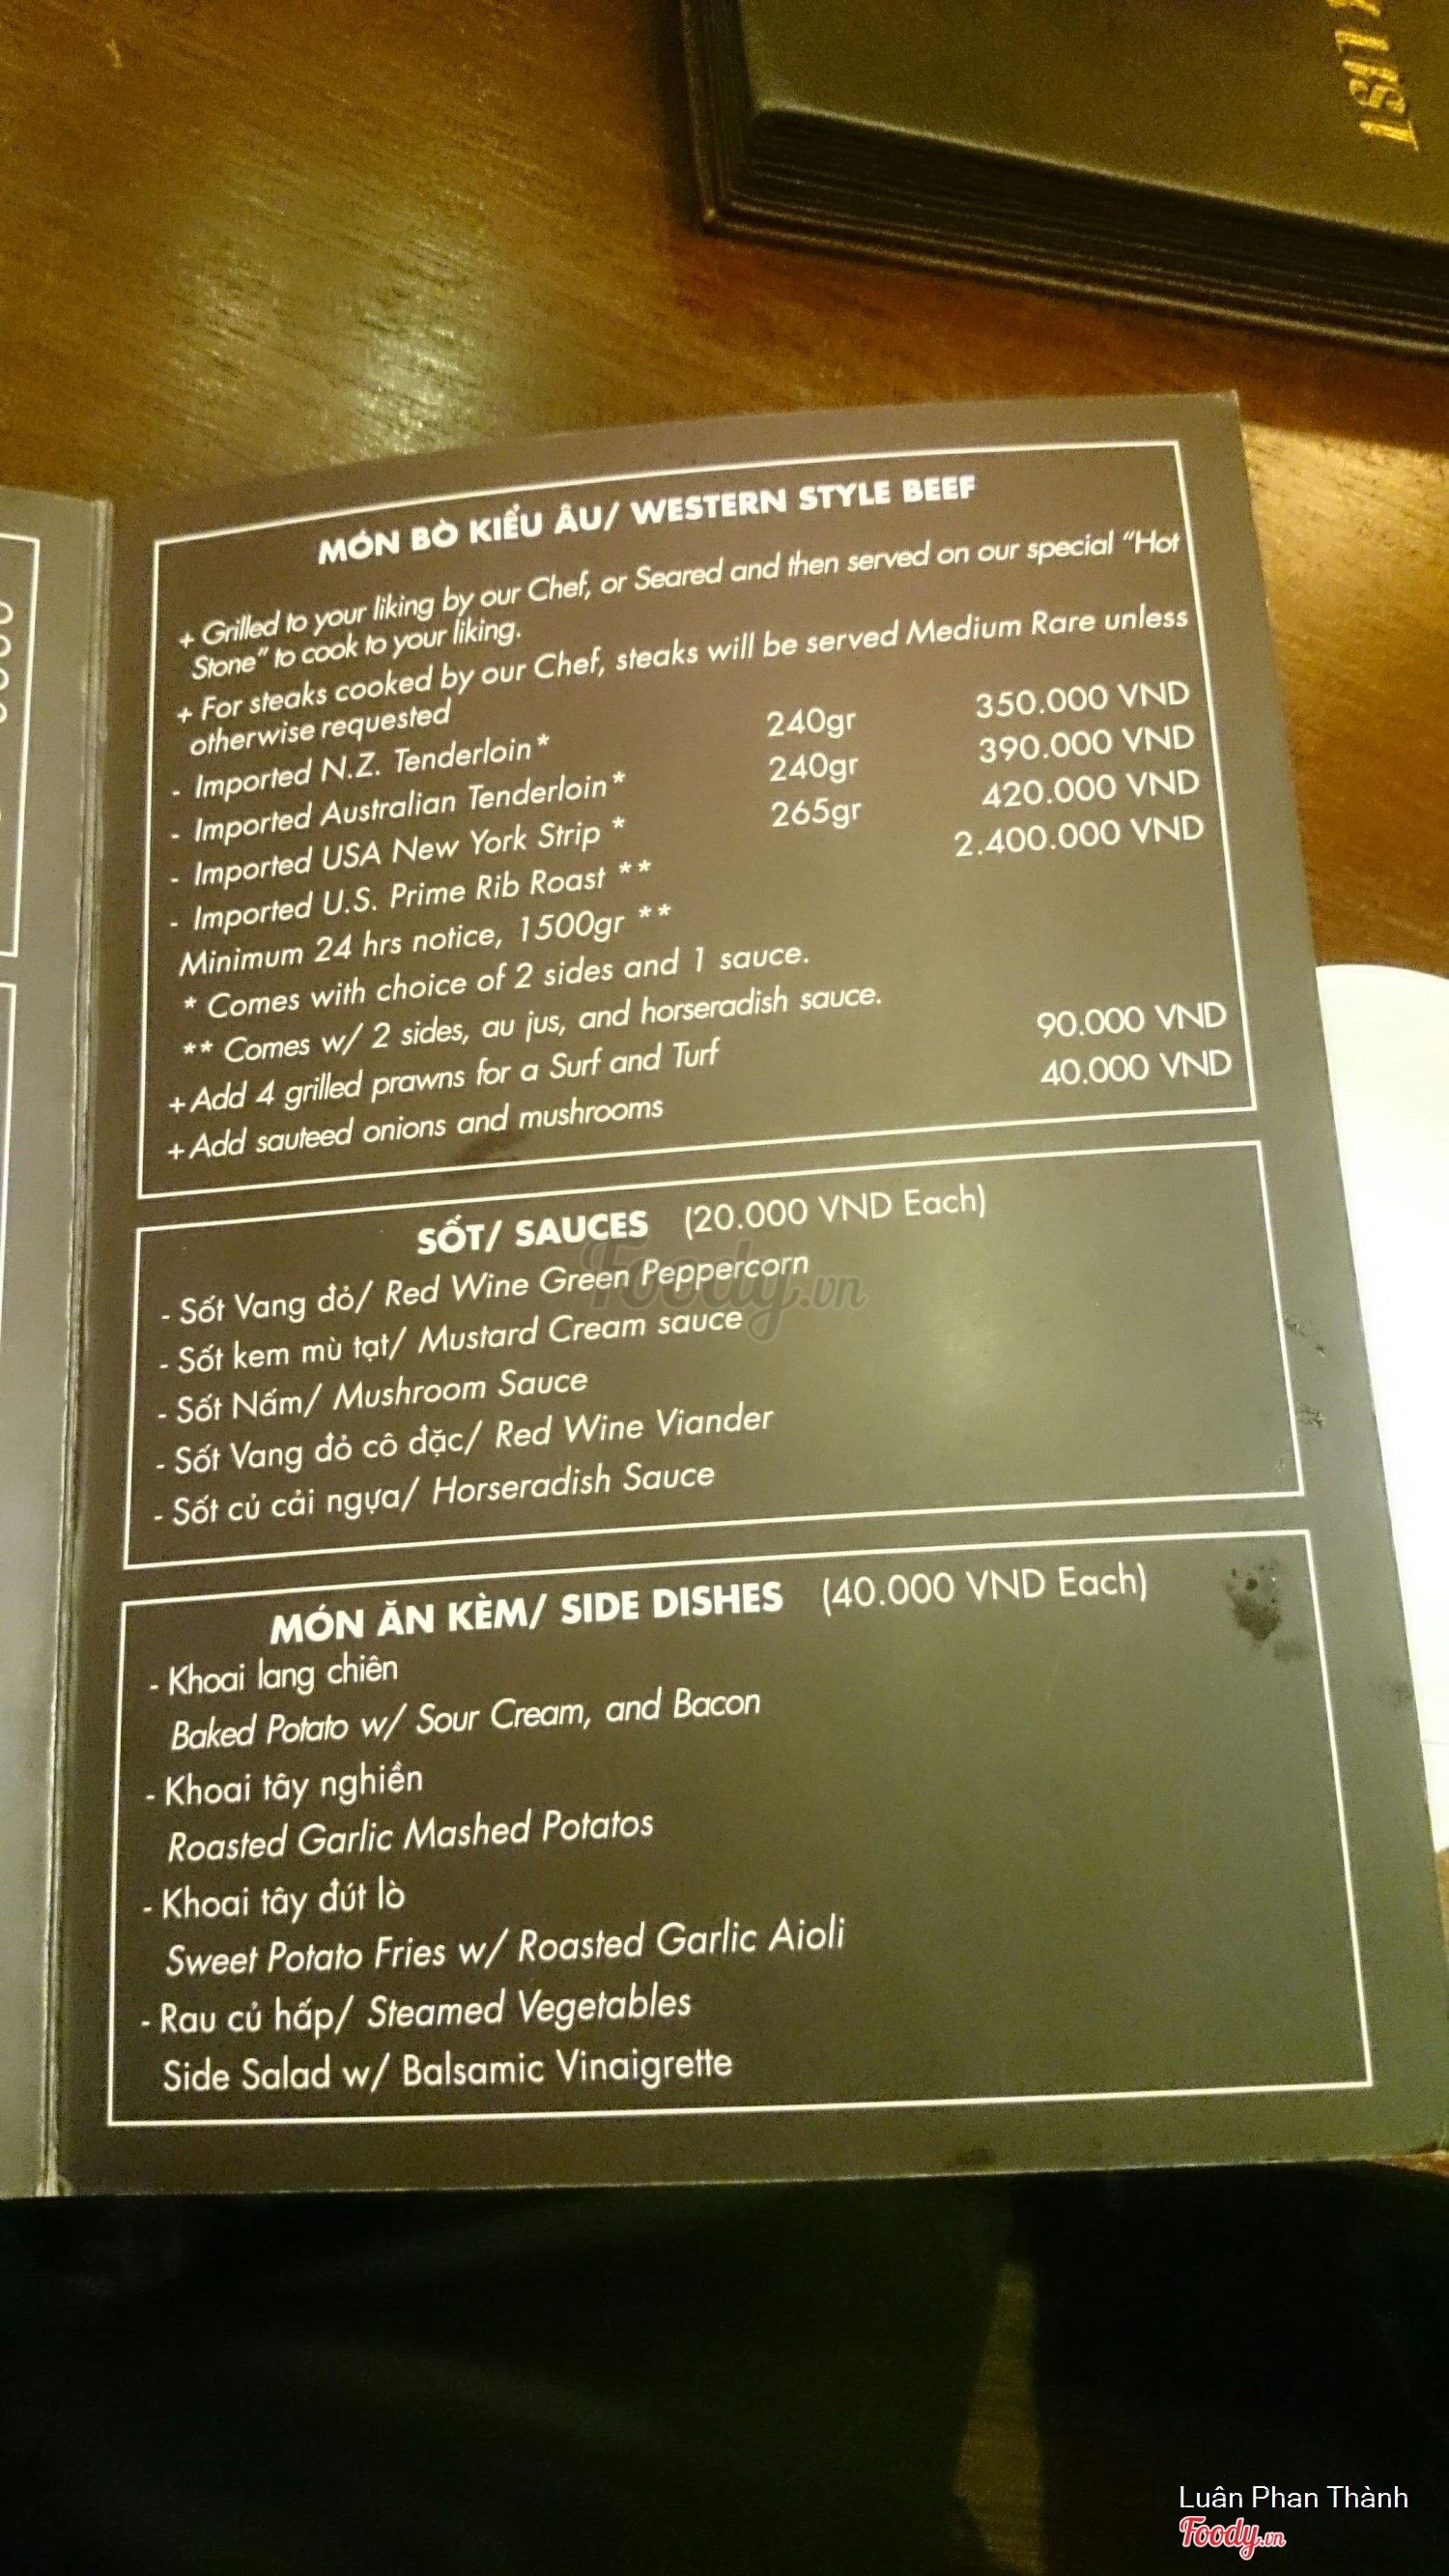 LIST
MÓN BÒ KIỂU ÂU/ WESTERN STYLE BEEF
+ Grilled to your liking by our Chef, or Seared and then served on our special "Hot
Stone" to cook to your liking.
+ For steaks cooked by our Chef, steaks will be served Medium Rare unless
otherwise requested
- Imported N.Z. Tenderloin* 240gr 350.000 VND
- Imported Australian Tenderloin* 240gr 390.000 VND
- Imported USA New York Strip * 265gr 420.000 VND
- Imported U.S. Prime Rib Roast ** 2.400.000 VND
Minimum 24 hrs notice, 1500gr **
* Comes with choice of 2 sides and 1 sauce.
** Comes w/ 2 sides, au jus, and horseradish sauce.
+Add 4 grilled prawns for a Surf and Turf 90.000 VND
+Add sauteed onions and mushrooms 40.000 VND
SỐT/ SAUCES (20.000 VND Each)
- Sốt Vang đỏ/ Red Wine Green Peppercorn
- Sốt kem mù tạt/ Mustard Cream sauce
- Sốt Nấm/ Mushroom Sauce
- Sốt Vang đỏ cô đặc/ Red Wine Viander
- Sốt củ cải ngựa/ Horseradish Sauce
Foody.vn
MÓN ĂN KÈM/ SIDE DISHES (40.000 VND Each)
- Khoai lang chiên
Baked Potato w/ Sour Cream, and Bacon
- Khoai tây nghiền
Roasted Garlic Mashed Potatos
- Khoai tây đút lò
Sweet Potato Fries w/ Roasted Garlic Aioli
- Rau củ hấp/ Steamed Vegetables
Side Salad w/ Balsamic Vinaigrette
Luân Phan Thành
Foody.vn